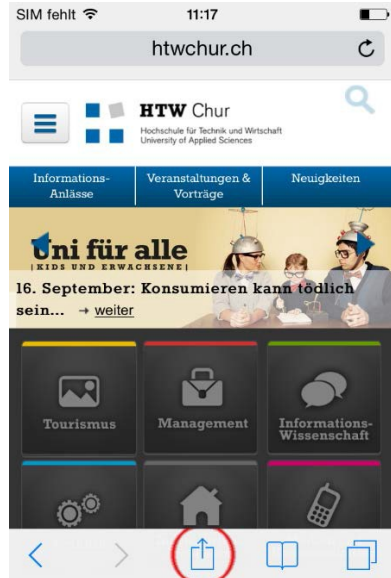 SIM fehlt 11:17
htwchur.ch
HTW Chur
Hochschule für Technik und Wirtschaft
University of Applied Sciences
Informations-
Anlässe
Veranstaltungen &
Vorträge
Neuigkeiten
Uni für alle
|KIDS UND ERWACHSENE|
16. September: Konsumieren kann tödlich
sein... → weiter
Tourismus
Management
Informations-
Wissenschaft